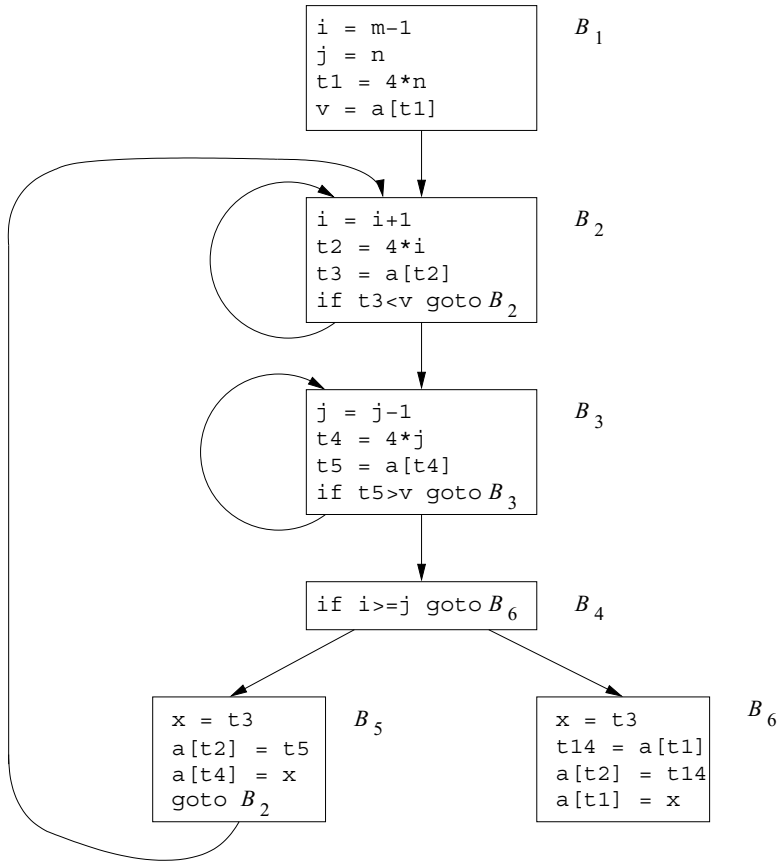 i = m-1
j = n
t1 = 4*n
v = a[t1]
B1
i = i+1
t2 = 4*i
t3 = a[t2]
if t3<v goto B2
B2
j = j-1
t4 = 4*j
t5 = a[t4]
if t5>v goto B3
B3
if i>=j goto B6
B4
x = t3
a[t2] = t5
a[t4] = x
goto B2
B5
x = t3
t14 = a[t1]
a[t2] = t14
a[t1] = x
B6